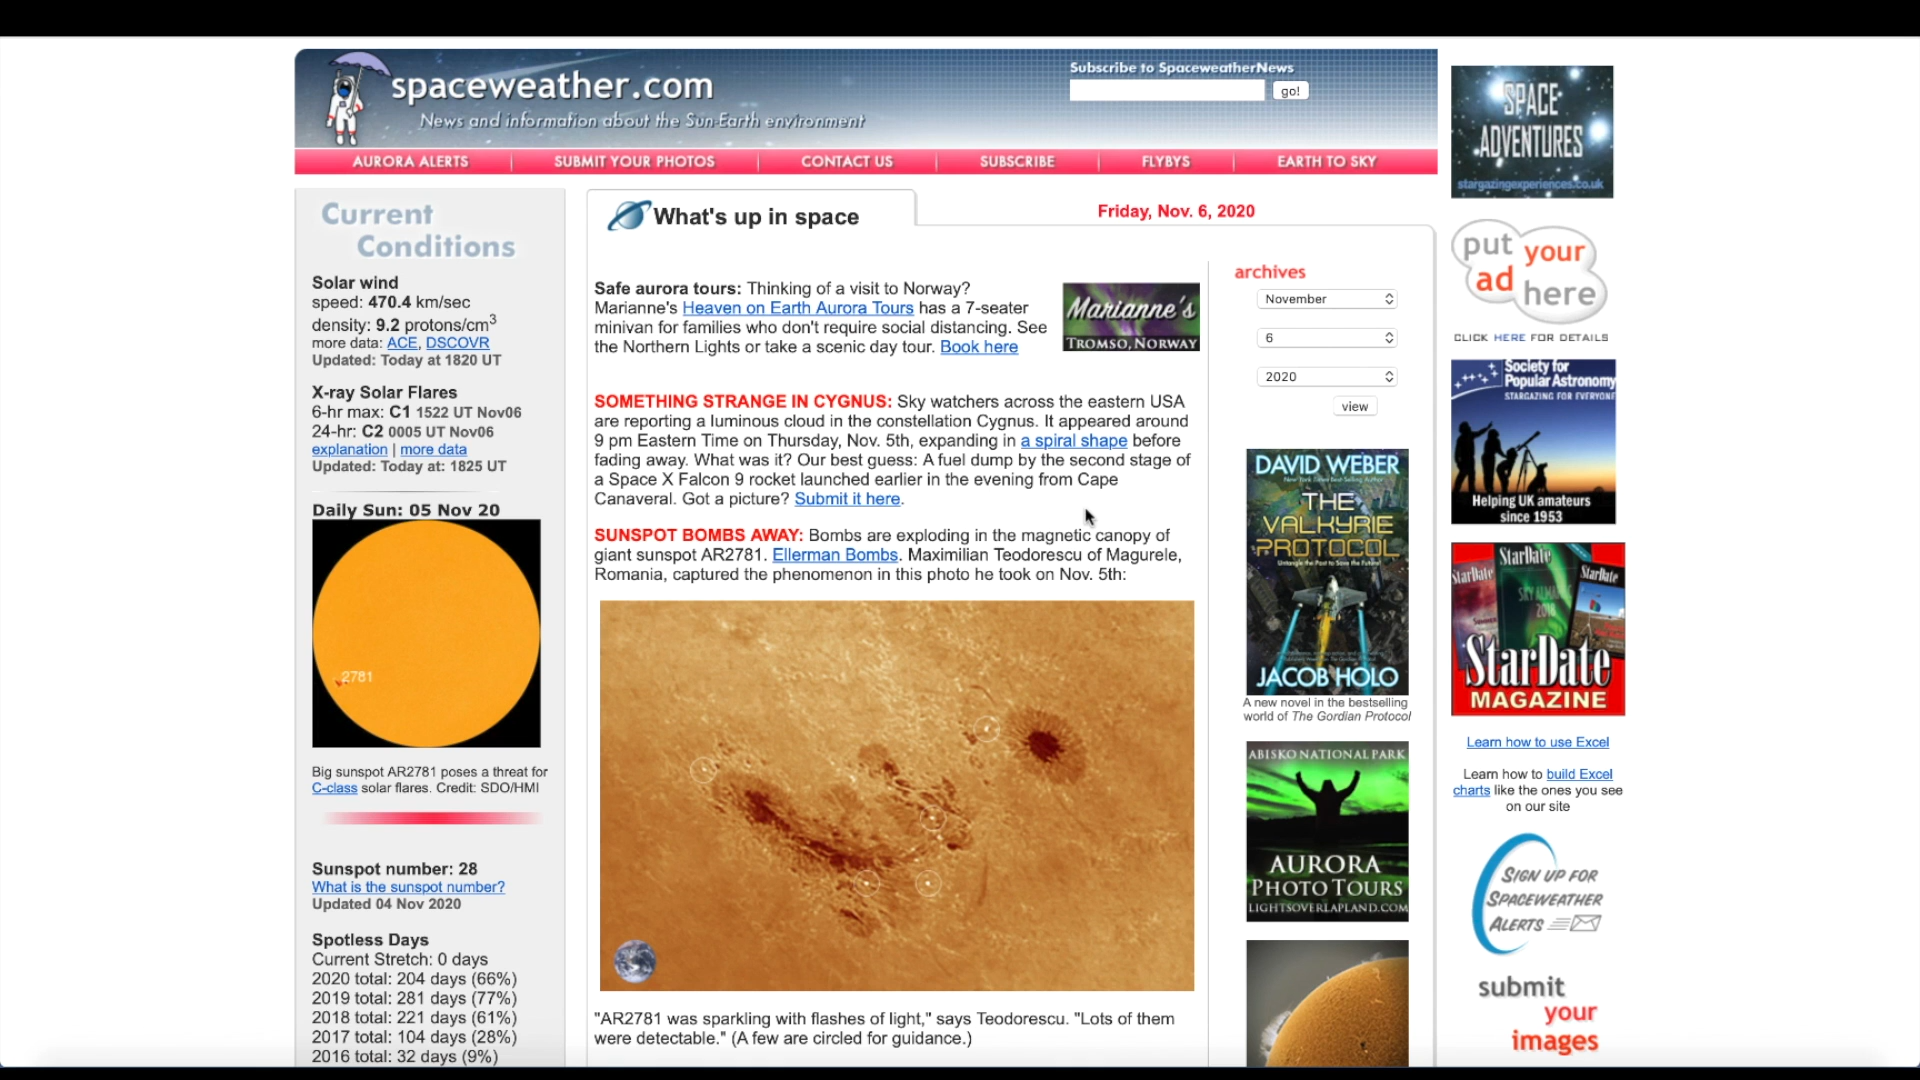 spaceweather.com
News and information about the Sun-Earth environment
Subscribe to SpaceweatherNews
go!
AURORA ALERTS
SUBMIT YOUR PHOTOS
CONTACT US
SUBSCRIBE
FLYBYS
EARTH TO SKY
Current
Conditions
Solar wind
speed: 470.4 km/sec
density: 9.2 protons/cm3
more data: ACE, DSCOVR
Updated: Today at 1820 UT
X-ray Solar Flares
6-hr max: C1 1522 UT Nov06
24-hr: C2 0005 UT Nov06
explanation | more data
Updated: Today at: 1825 UT
Daily Sun: 05 Nov 20
2781
Big sunspot AR2781 poses a threat for
C-class solar flares. Credit: SDO/HMI
Sunspot number: 28
What is the sunspot number?
Updated 04 Nov 2020
Spotless Days
Current Stretch: 0 days
2020 total: 204 days (66%)
2019 total: 281 days (77%)
2018 total: 221 days (61%)
2017 total: 104 days (28%)
2016 total: 32 days (9%)
What's up in space
Friday, Nov. 6, 2020
Safe aurora tours: Thinking of a visit to Norway?
Marianne's Heaven on Earth Aurora Tours has a 7-seater
minivan for families who don't require social distancing. See
the Northern Lights or take a scenic day tour. Book here
Marianne's
TROMSO, NORWAY
SOMETHING STRANGE IN CYGNUS: Sky watchers across the eastern USA
are reporting a luminous cloud in the constellation Cygnus. It appeared around
9 pm Eastern Time on Thursday, Nov. 5th, expanding in a spiral shape before
fading away. What was it? Our best guess: A fuel dump by the second stage of
a Space X Falcon 9 rocket launched earlier in the evening from Cape
Canaveral. Got a picture? Submit it here.
SUNSPOT BOMBS AWAY: Bombs are exploding in the magnetic canopy of
giant sunspot AR2781. Ellerman Bombs. Maximilian Teodorescu of Magurele,
Romania, captured the phenomenon in this photo he took on Nov. 5th:
"AR2781 was sparkling with flashes of light," says Teodorescu. "Lots of them
were detectable." (A few are circled for guidance.)
archives
November
6
2020
view
DAVID WEBER
THE
VALKYRIE
PROTOCOL
Untangle the Past to Save the Future!
JACOB HOLO
A new novel in the bestselling
world of The Gordian Protocol
ABISKO NATIONAL PARK
AURORA
PHOTO TOURS
LIGHTSOVERLAPLAND.COM
SPACE
ADVENTURES
stargazingexperiences.co.uk
put your
ad here
CLICK HERE FOR DETAILS
Society for
Popular Astronomy
STARGAZING FOR EVERYONE
Helping UK amateurs
since 1953
StarDate
StarDate
StarDate
StarDate
MAGAZINE
Learn how to use Excel
Learn how to build Excel
charts like the ones you see
on our site
SIGN UP FOR
SPACEWEATHER
ALERTS
submit
your
images